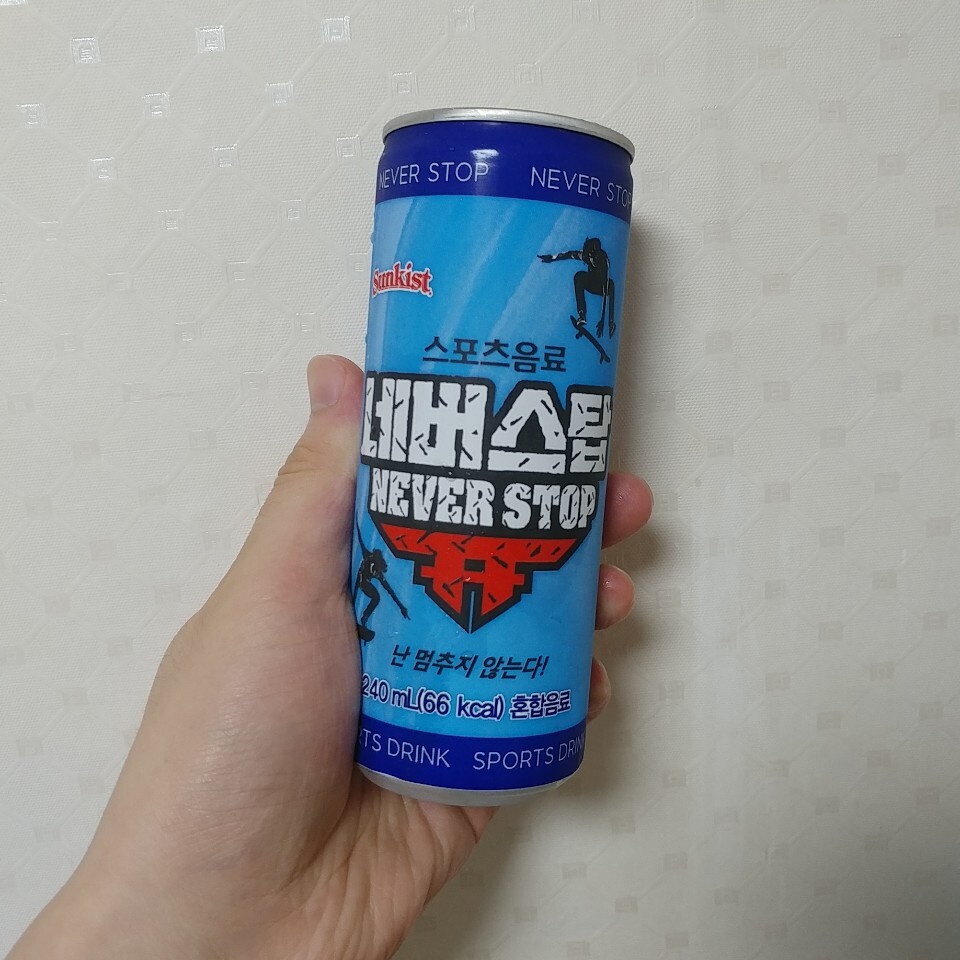 NEVER STOP NEVER STOP
Sunkist
스포츠음료
네버스탑
NEVER STOP
난 멈추지 않는다!
240 mL(66 kcal) 혼합음료
DRINK SPORTS DRINK